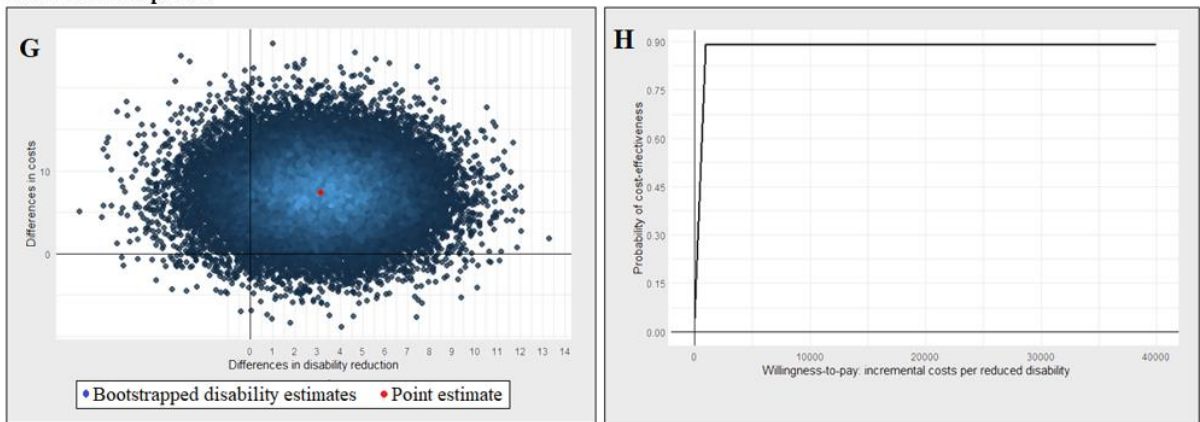 G
Differences in costs
10
0
0 1 2 3 4 5 6 7 8 9 10 11 12 13 14
Differences in disability reduction
Bootstrapped disability estimates Point estimate
H
Probability of cost-effectiveness
0.90
0.75
0.60
0.45
0.30
0.15
0.00
0 10000 20000 30000 40000
Willingness-to-pay: incremental costs per reduced disability